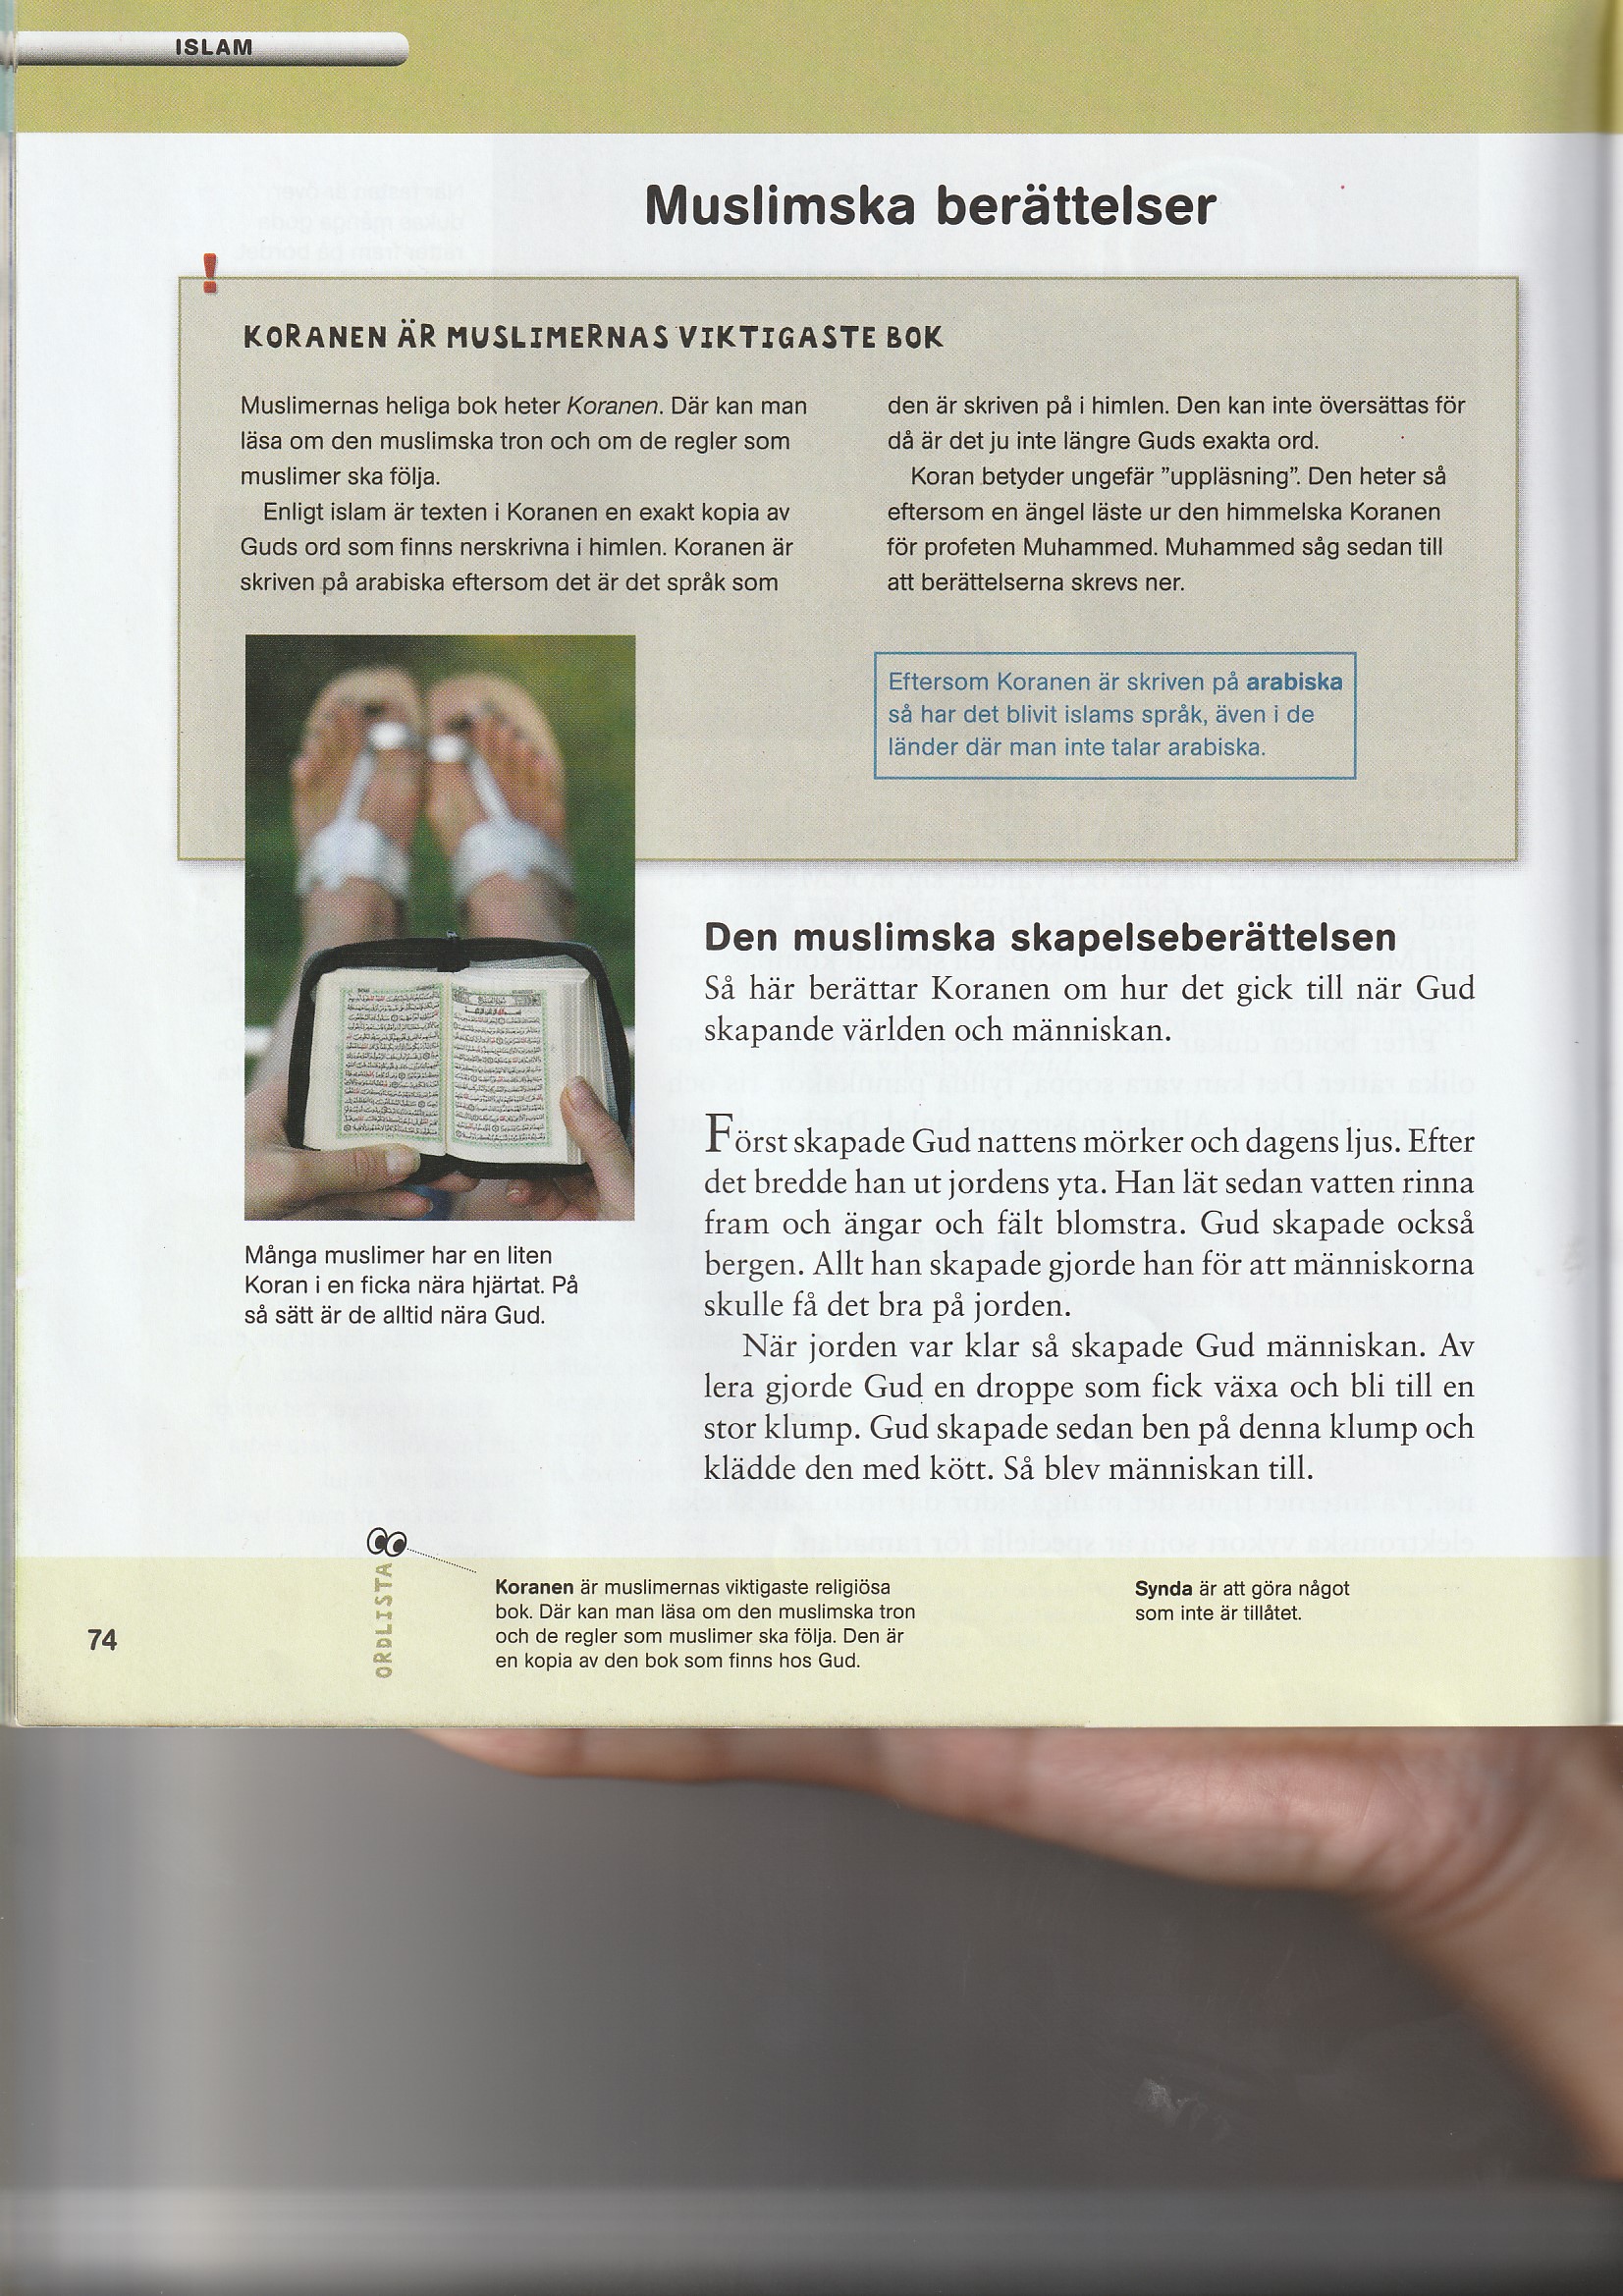 ISLAM
Muslimska berättelser
!
KORANEN ÄR MUSLIMERNAS VIKTIGASTE BOK
Muslimernas heliga bok heter Koranen. Där kan man
läsa om den muslimska tron och om de regler som
muslimer ska följa.
Enligt islam är texten i Koranen en exakt kopia av
Guds ord som finns nerskrivna i himlen. Koranen är
skriven på arabiska eftersom det är det språk som
den är skriven på i himlen. Den kan inte översättas för
då är det ju inte längre Guds exakta ord.
Koran betyder ungefär ”uppläsning”. Den heter så
eftersom en ängel läste ur den himmelska Koranen
för profeten Muhammed. Muhammed såg sedan till
att berättelserna skrevs ner.
Eftersom Koranen är skriven på arabiska
så har det blivit islams språk, även i de
länder där man inte talar arabiska.
Många muslimer har en liten
Koran i en ficka nära hjärtat. På
så sätt är de alltid nära Gud.
Den muslimska skapelseberättelsen
Så här berättar Koranen om hur det gick till när Gud
skapande världen och människan.
Först skapade Gud nattens mörker och dagens ljus. Efter
det bredde han ut jordens yta. Han lät sedan vatten rinna
fram och ängar och fält blomstra. Gud skapade också
bergen. Allt han skapade gjorde han för att människorna
skulle få det bra på jorden.
När jorden var klar så skapade Gud människan. Av
lera gjorde Gud en droppe som fick växa och bli till en
stor klump. Gud skapade sedan ben på denna klump och
klädde den med kött. Så blev människan till.
ORDLISTA
Koranen är muslimernas viktigaste religiösa
bok. Där kan man läsa om den muslimska tron
och de regler som muslimer ska följa. Den är
en kopia av den bok som finns hos Gud.
Synda är att göra något
som inte är tillåtet.
74